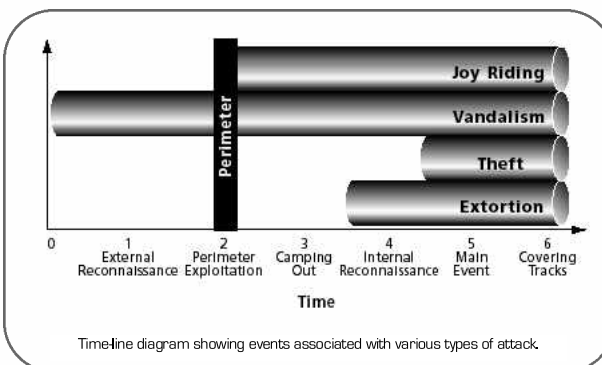 Joy Riding
Vandalism
Theft
Extortion
Perimeter
0 1 2 3 4 5 6
External Perimeter Camping Internal Main Covering
Reconnaissance Exploitation Out Reconnaissance Event Tracks
Time
Time-line diagram showing events associated with various types of attack.